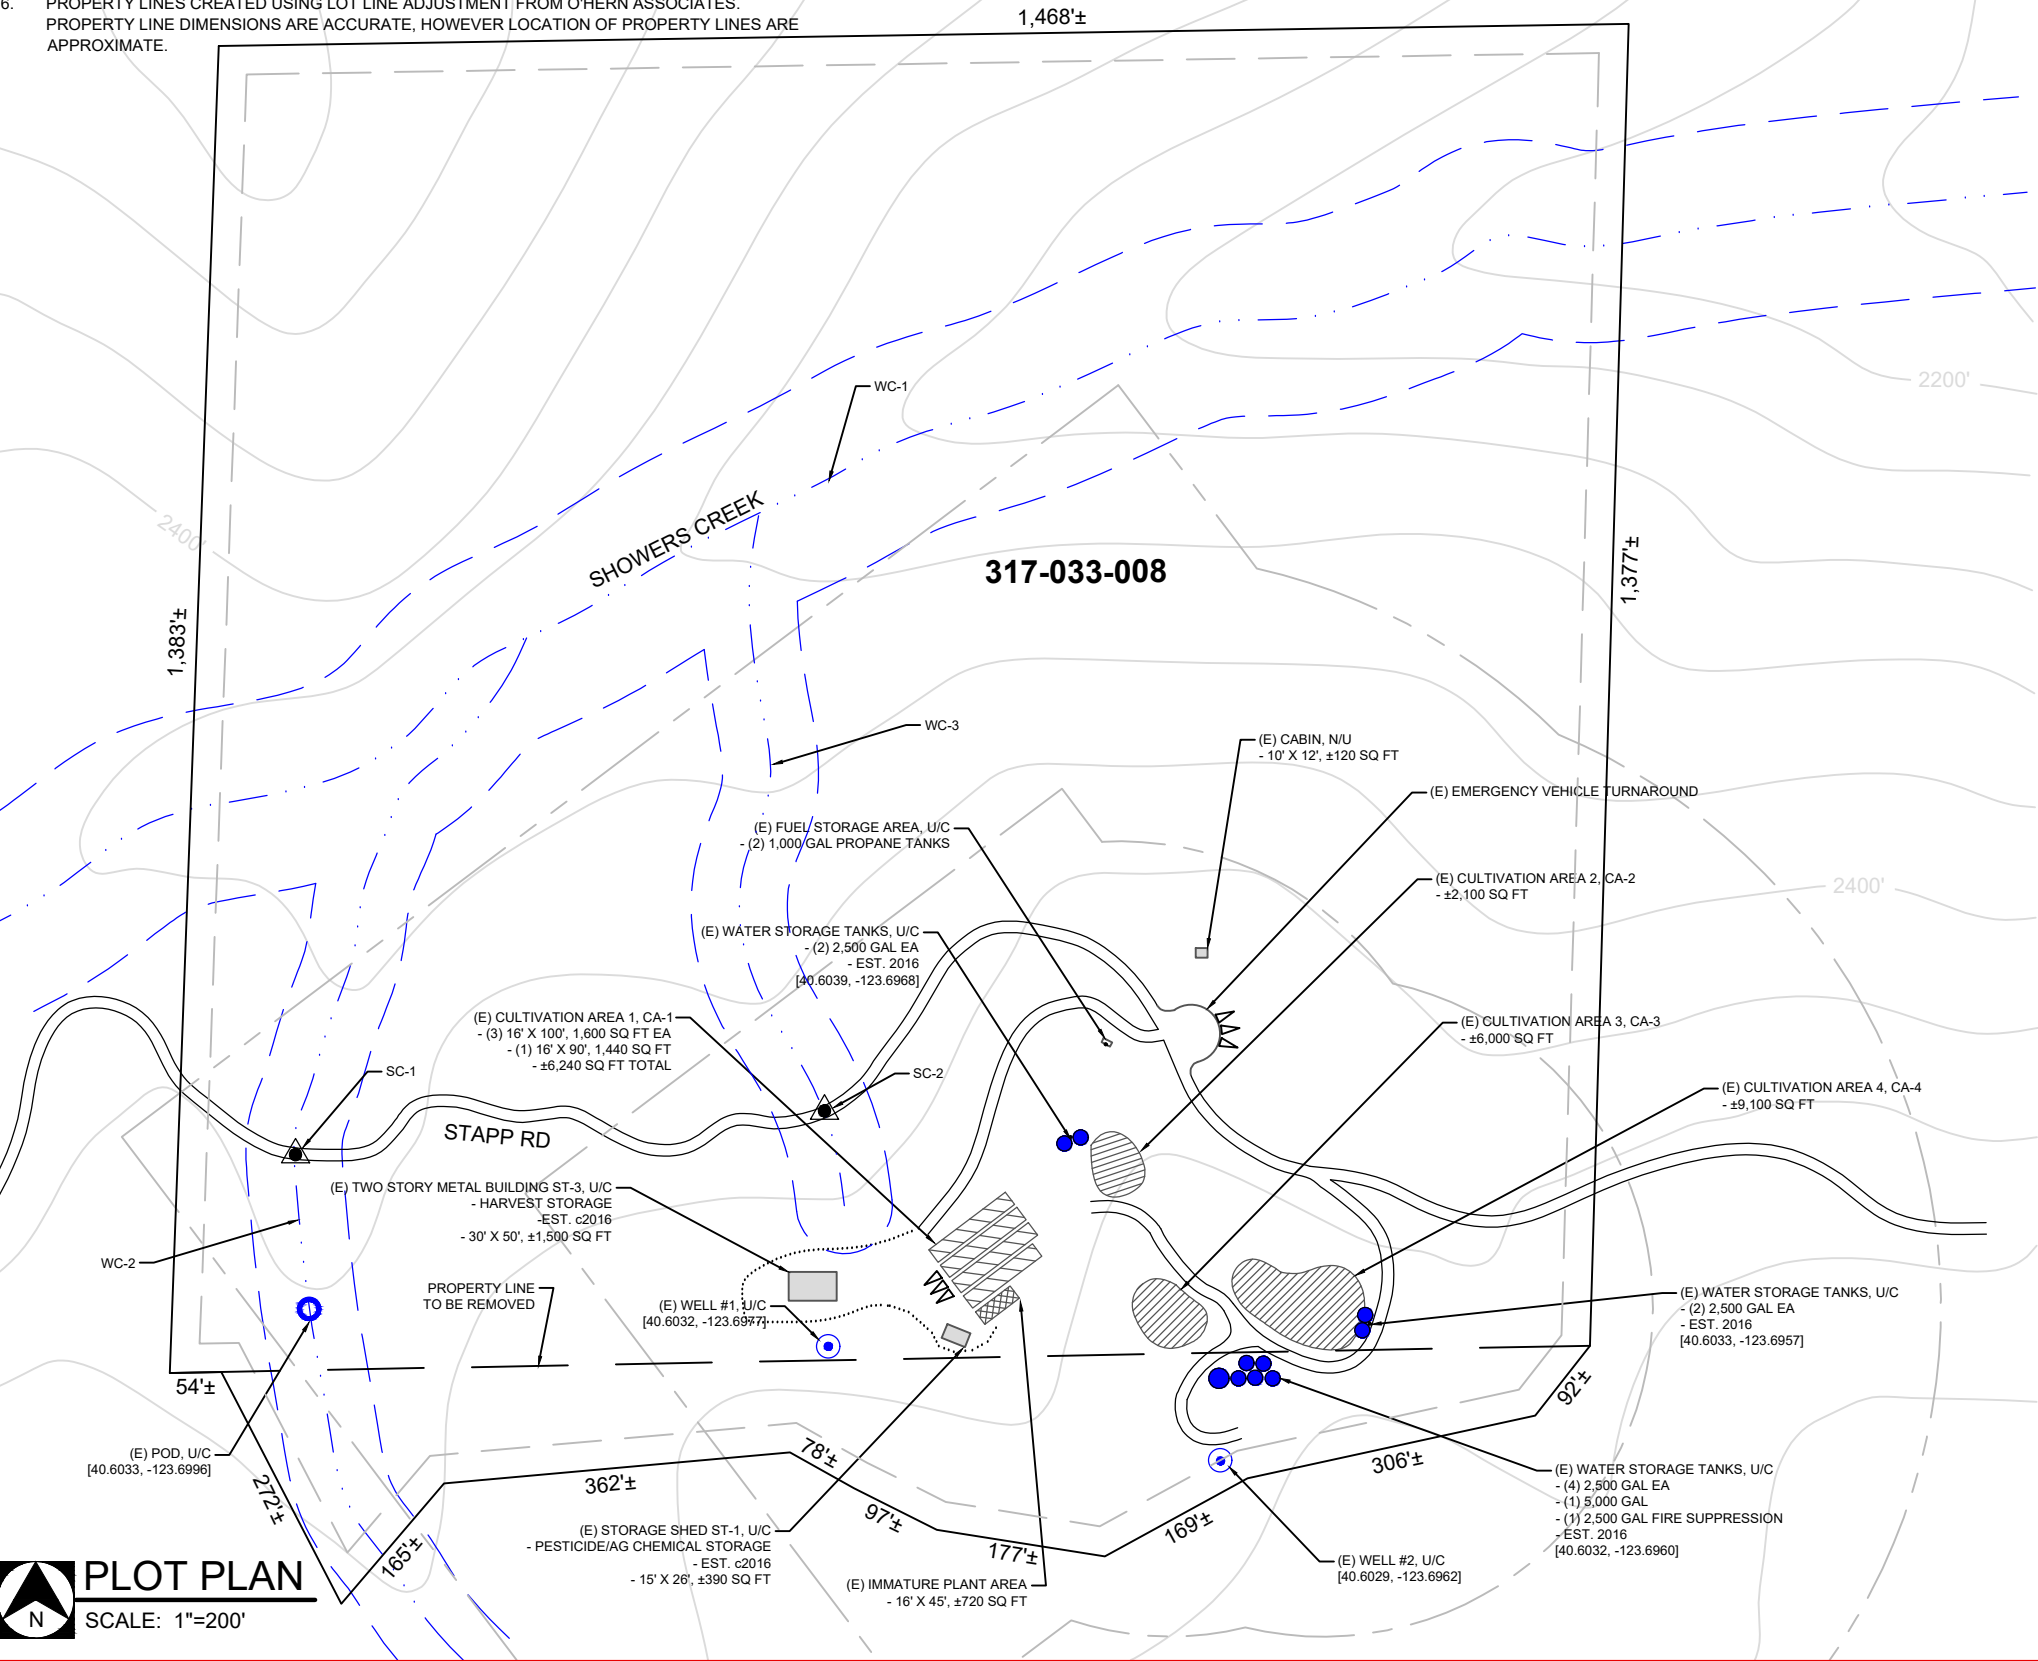 6. PROPERTY LINES CREATED USING LOT LINE ADJUSTMENT FROM O'HERN ASSOCIATES.
PROPERTY LINE DIMENSIONS ARE ACCURATE, HOWEVER LOCATION OF PROPERTY LINES ARE
APPROXIMATE.
1,468'±
2200'
WC-1
SHOWERS CREEK
2400'
317-033-008
1,383'±
1,377'±
WC-3
(E) CABIN, N/U
- 10' X 12', ±120 SQ FT
(E) EMERGENCY VEHICLE TURNAROUND
(E) FUEL STORAGE AREA, U/C
- (2) 1,000 GAL PROPANE TANKS
(E) CULTIVATION AREA 2, CA-2
- ±2,100 SQ FT
2400'
(E) WATER STORAGE TANKS, U/C
- (2) 2,500 GAL EA
- EST. 2016
[40.6039, -123.6968]
(E) CULTIVATION AREA 1, CA-1
- (3) 16' X 100', 1,600 SQ FT EA
- (1) 16' X 90', 1,440 SQ FT
- ±6,240 SQ FT TOTAL
(E) CULTIVATION AREA 3, CA-3
- ±6,000 SQ FT
SC-1
SC-2
(E) CULTIVATION AREA 4, CA-4
- ±9,100 SQ FT
STAPP RD
(E) TWO STORY METAL BUILDING ST-3, U/C
- HARVEST STORAGE
-EST. c2016
- 30' X 50', ±1,500 SQ FT
WC-2
PROPERTY LINE
TO BE REMOVED
(E) WELL #1, U/C
[40.6032, -123.6977]
(E) WATER STORAGE TANKS, U/C
- (2) 2,500 GAL EA
- EST. 2016
[40.6033, -123.6957]
54'±
92'±
(E) POD, U/C
[40.6033, -123.6996]
272'±
165'±
362'±
78'±
97'±
177'±
169'±
306'±
(E) WATER STORAGE TANKS, U/C
- (4) 2,500 GAL EA
- (1) 5,000 GAL
- (1) 2,500 GAL FIRE SUPPRESSION
- EST. 2016
[40.6032, -123.6960]
(E) STORAGE SHED ST-1, U/C
- PESTICIDE/AG CHEMICAL STORAGE
- EST. c2016
- 15' X 26', ±390 SQ FT
(E) IMMATURE PLANT AREA
- 16' X 45', ±720 SQ FT
(E) WELL #2, U/C
[40.6029, -123.6962]
PLOT PLAN
N
SCALE: 1"=200'